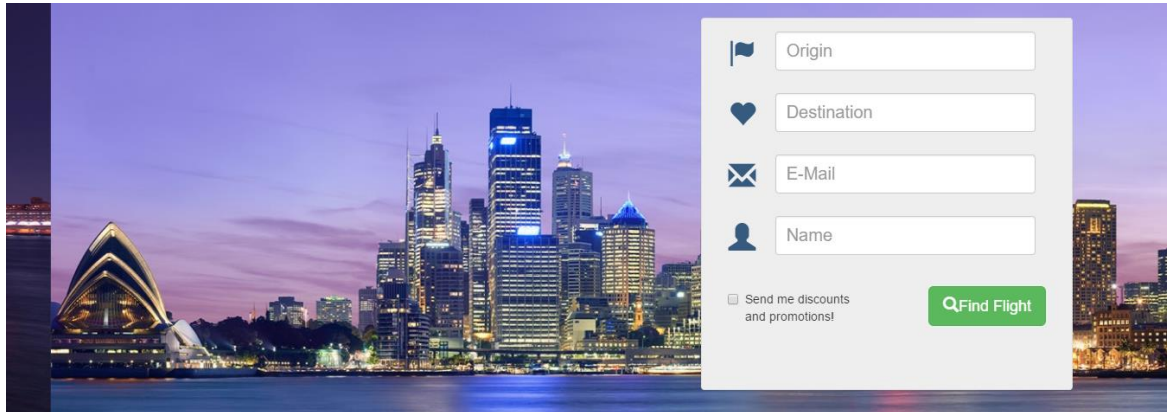 Origin
Destination
E-Mail
Name
Send me discounts
and promotions!
Find Flight